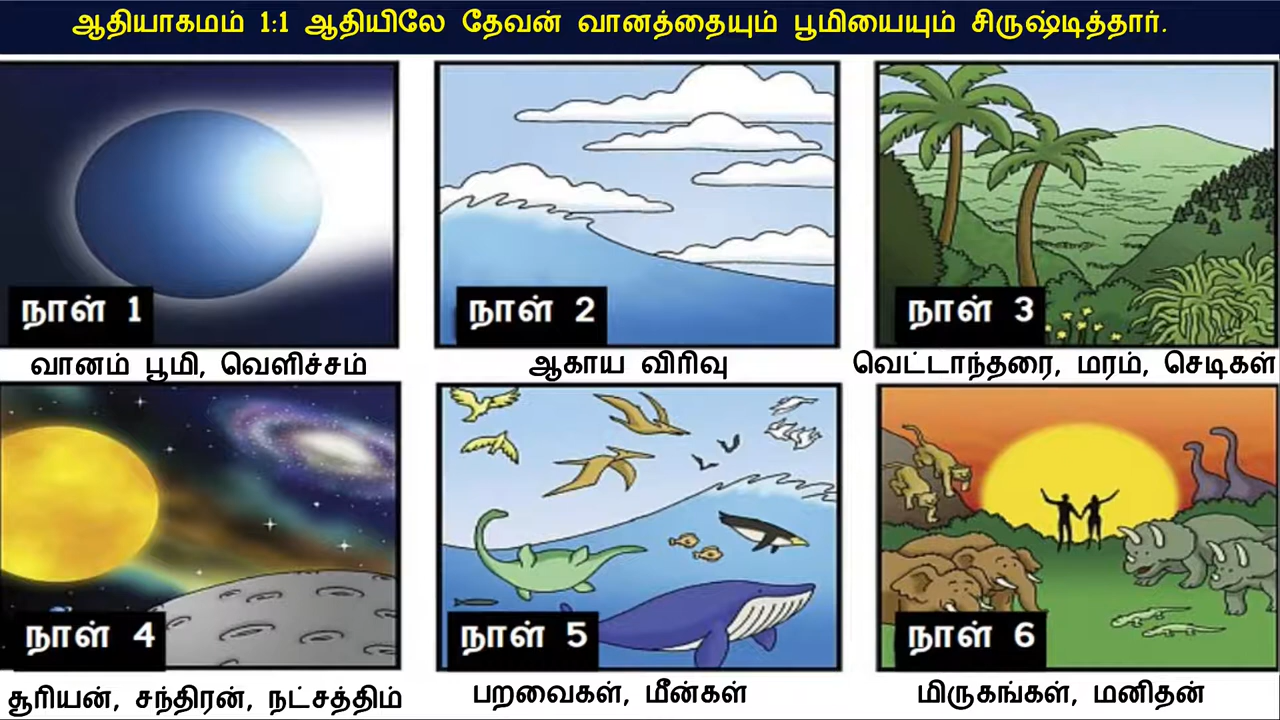 ஆதியாகமம் 1:1 ஆதியிலே தேவன் வானத்தையும் பூமியையும் சிருஷ்டித்தார்.
நாள் 1
நாள் 2
நாள் 3
வானம் பூமி, வெளிச்சம்
ஆகாய விரிவு
வெட்டாந்தரை, மரம், செடிகள்
நாள் 4
நாள் 5
நாள் 6
சூரியன், சந்திரன், நட்சத்திம்
பறவைகள், மீன்கள்
மிருகங்கள், மனிதன்